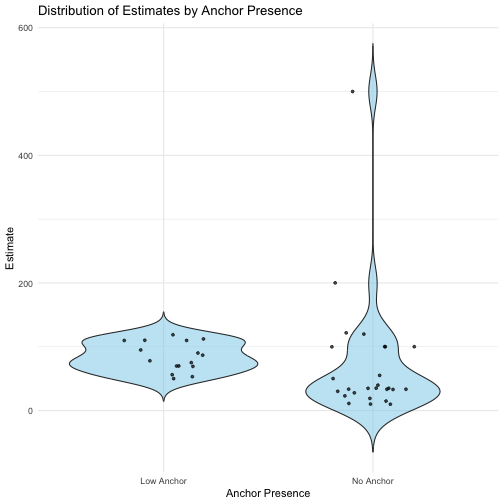 Distribution of Estimates by Anchor Presence
600
400
200
0
Estimate
Low Anchor
No Anchor
Anchor Presence